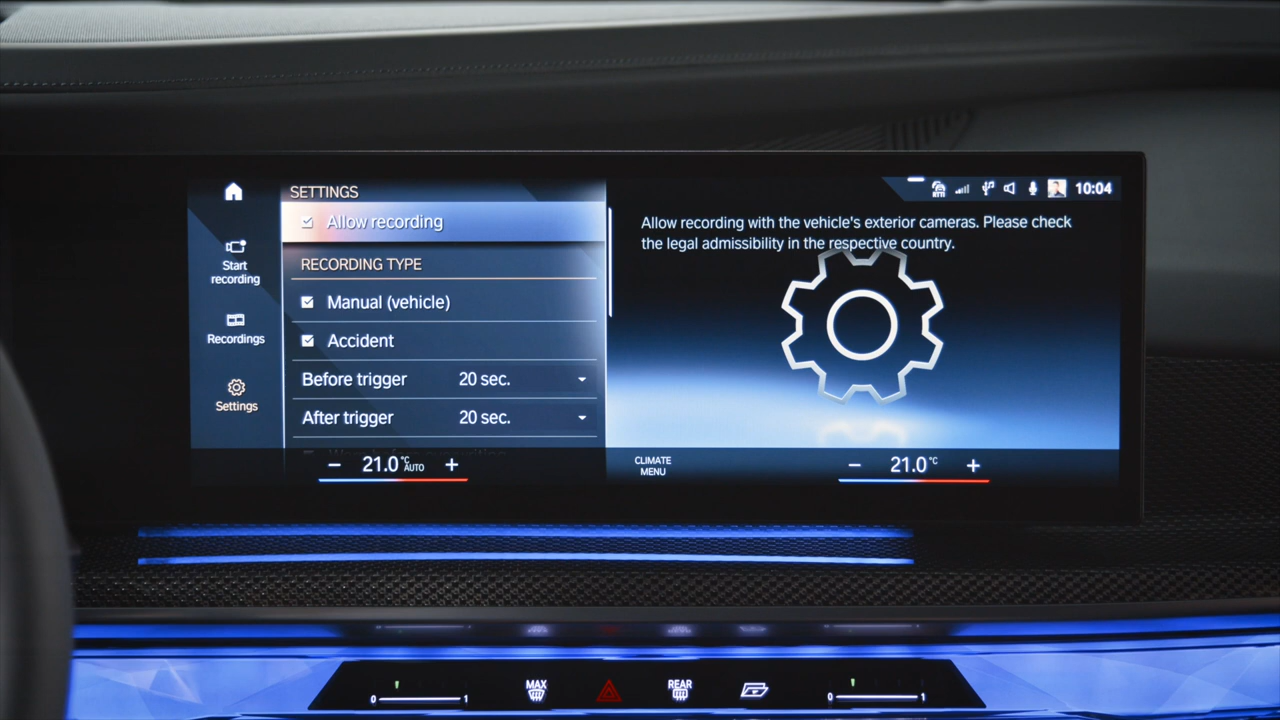 SETTINGS
Allow recording
RECORDING TYPE
Manual (vehicle)
Accident
Before trigger 20 sec.
After trigger 20 sec.
Start
recording
Recordings
Settings
RTTI
10:04
Allow recording with the vehicle's exterior cameras. Please check
the legal admissibility in the respective country.
− 21.0 °C AUTO +
CLIMATE
MENU
− 21.0 °C +
0 1
MAX
REAR
0 1